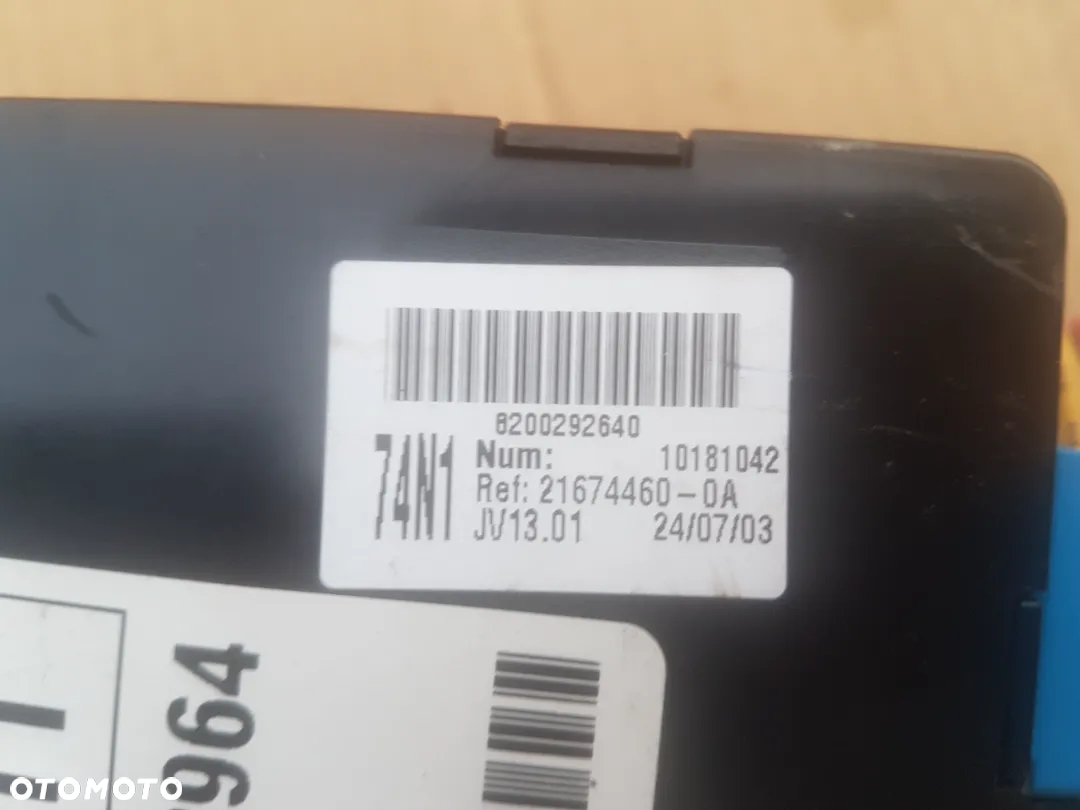 8200292640
74N1
Num: 10181042
Ref: 21674460-0A
JV13.01 24/07/03
964
OTOMOTO